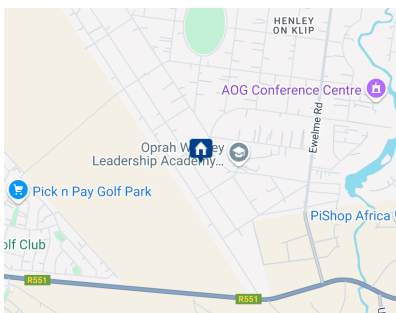 HENLEY
ON KLIP
AOG Conference Centre
Ewelme Rd
Oprah W
ey
Leadership Academy...
Pick n Pay Golf Park
PiShop Africa
olf Club
R551
R551